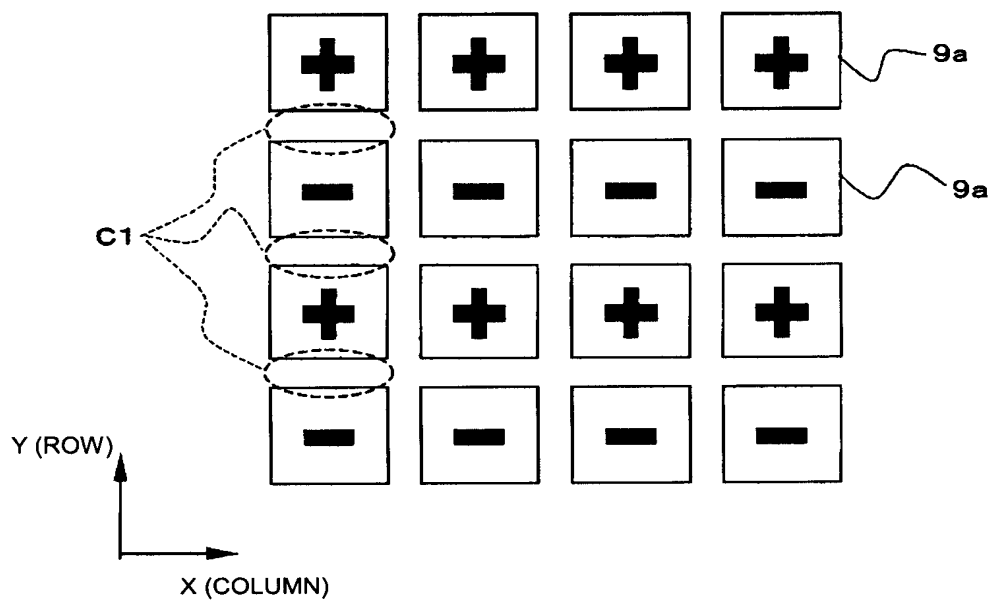 + + + +
9a
- - - -
9a
C1
+ + + +
- - - -
Y (ROW)
X (COLUMN)